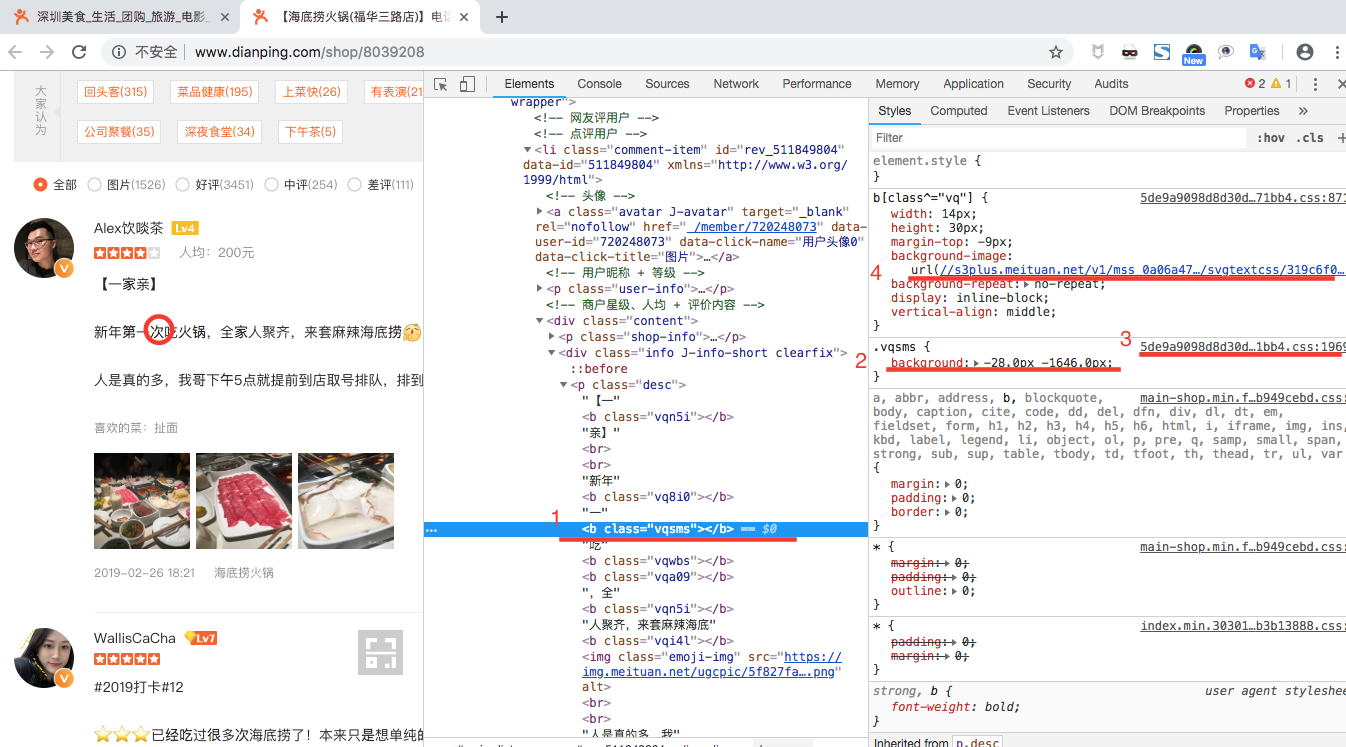 深圳美食_生活_团购_旅游_电影_
【海底捞火锅(福华三路店)】电话
不安全
www.dianping.com/shop/8039208
New
大家认为
回头客(315)
菜品健康(195)
上菜快(26)
有表演(21
公司聚餐(35)
深夜食堂(34)
下午茶(5)
全部
图片(1526)
好评(3451)
中评(254)
差评(111)
Alex饮啖茶 Lv4
人均：200元
【一家亲】
新年第一次吃火锅，全家人聚齐，来套麻辣海底捞
人是真的多，我哥下午5点就提前到店取号排队，排到
喜欢的菜：扯面
2019-02-26 18:21 海底捞火锅
WallisCaCha Lv7
#2019打卡#12
已经吃过很多次海底捞了！本来只是想单纯的
Elements Console Sources Network Performance Memory Application Security Audits
2 1
wrapper">
<!-- 网友评用户 -->
<!-- 点评用户 -->
<li class="comment-item" id="rev_511849804"
data-id="511849804" xmlns="http://www.w3.org/
1999/html">
<!-- 头像 -->
<a class="avatar J-avatar" target="_blank"
rel="nofollow" href="/member/720248073" data-
user-id="720248073" data-click-name="用户头像0"
data-click-title="图片">…</a>
<!-- 用户昵称 + 等级 -->
<p class="user-info">…</p>
<!-- 商户星级、人均 + 评价内容 -->
<div class="content">
<p class="shop-info">…</p>
<div class="info J-info-short clearfix">
::before
<p class="desc">
"【一"
<b class="vqn5i"></b>
"亲】"
<br>
<br>
"新年"
<b class="vq8i0"></b>
"一"
1
<b class="vqsms"></b> == $0
"吃"
<b class="vqwbs"></b>
<b class="vqa09"></b>
"，全"
<b class="vqn5i"></b>
"人聚齐，来套麻辣海底"
<b class="vqi4l"></b>
<img class="emoji-img" src="https://
img.meituan.net/ugcpic/5f827fa….png"
alt>
<br>
<br>
"人是真的多，我"
Styles Computed Event Listeners DOM Breakpoints Properties »
Filter
:hov .cls +
element.style {
}
b[class^="vq"] {
5de9a9098d8d30d…71bb4.css:871
width: 14px;
height: 30px;
margin-top: -9px;
background-image:
4
url(//s3plus.meituan.net/v1/mss_0a06a47…/svgtextcss/319c6f0…
background-repeat: no-repeat;
display: inline-block;
vertical-align: middle;
}
.vqsms {
3
5de9a9098d8d30d…1bb4.css:1969
2
background: -28.0px -1646.0px;
}
a, abbr, address, b, blockquote,
main-shop.min.f…b949cebd.css:
body, caption, cite, code, dd, del, dfn, div, dl, dt, em,
fieldset, form, h1, h2, h3, h4, h5, h6, html, i, iframe, img, ins,
kbd, label, legend, li, object, ol, p, pre, q, samp, small, span,
strong, sub, sup, table, tbody, td, tfoot, th, thead, tr, ul, var
{
margin: 0;
padding: 0;
border: 0;
}
* {
main-shop.min.f…b949cebd.css:
margin: 0;
padding: 0;
outline: 0;
}
* {
index.min.30301…b3b13888.css:
padding: 0;
margin: 0;
}
strong, b {
user agent styleshee
font-weight: bold;
}
Inherited from p.desc